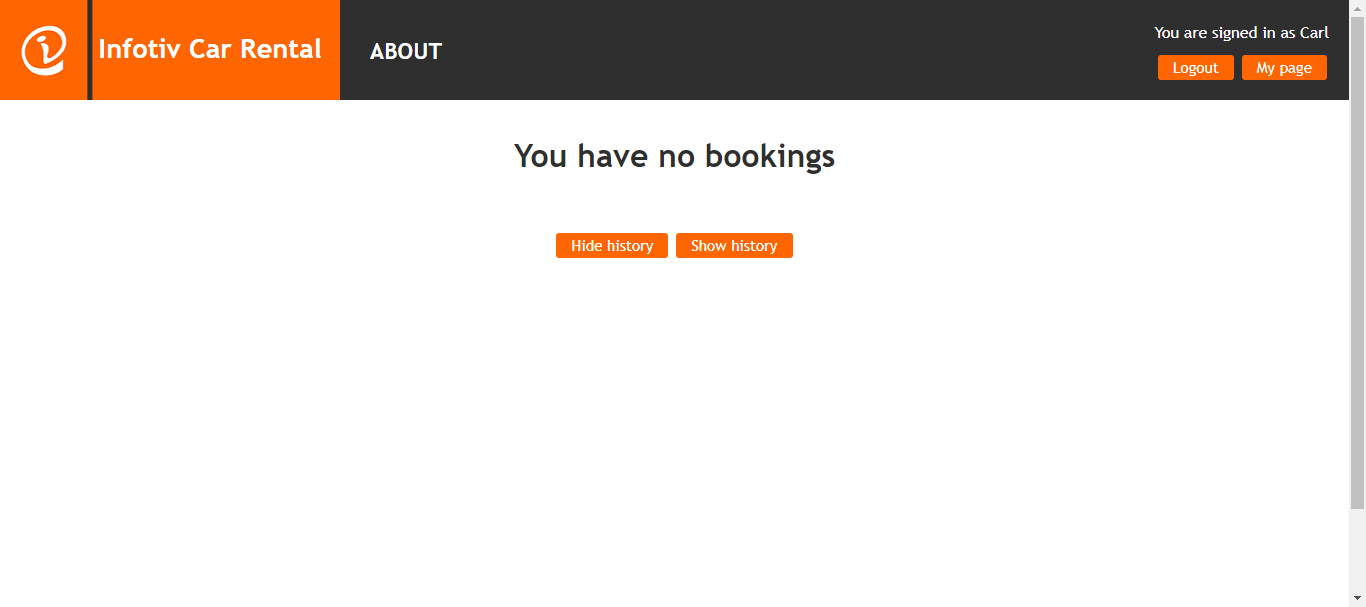 Infotiv Car Rental
ABOUT
You are signed in as Carl
Logout
My page
You have no bookings
Hide history
Show history